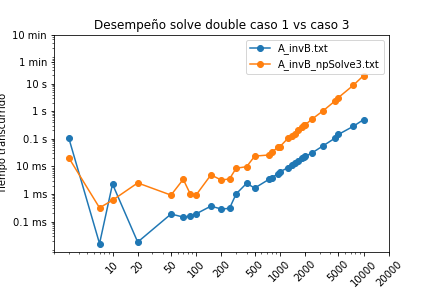 Desempeño solve double caso 1 vs caso 3
A_invB.txt
A_invB_npSolve3.txt
10 min
1 min
10 s
1 s
0.1 s
10 ms
1 ms
0.1 ms
transcurrido
10
20
50
100
200
500
1000
2000
5000
10000
20000